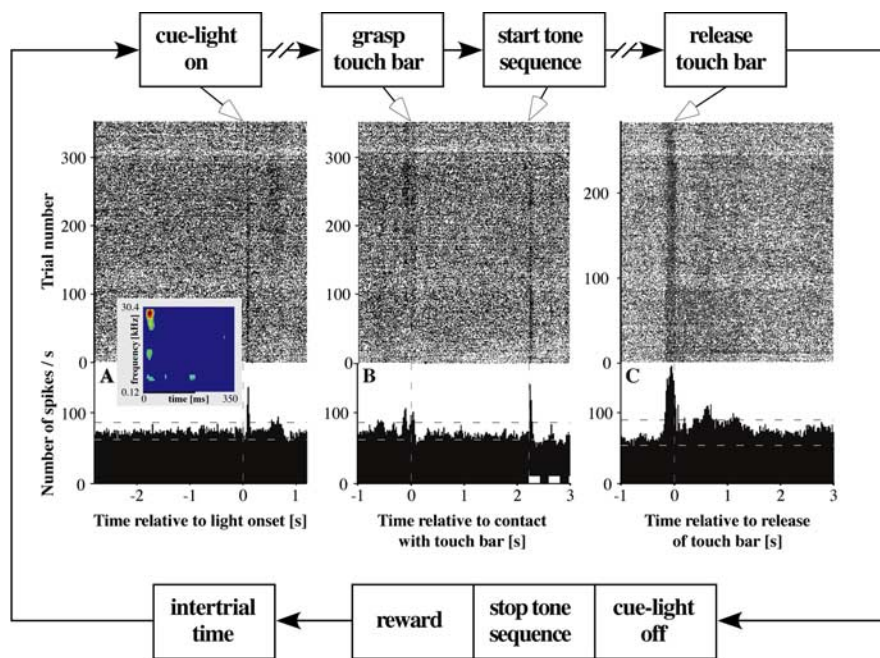 cue-light
on
grasp
touch bar
start tone
sequence
release
touch bar
Trial number
300
200
100
0
300
200
100
0
200
100
0
30.4
frequency [kHz]
0.12
0
time [ms]
350
A
B
C
Number of spikes / s
100
0
100
0
100
0
-2
-1
0
1
-1
0
1
2
3
-1
0
1
2
3
Time relative to light onset [s]
Time relative to contact
with touch bar [s]
Time relative to release
of touch bar [s]
intertrial
time
reward
stop tone
sequence
cue-light
off